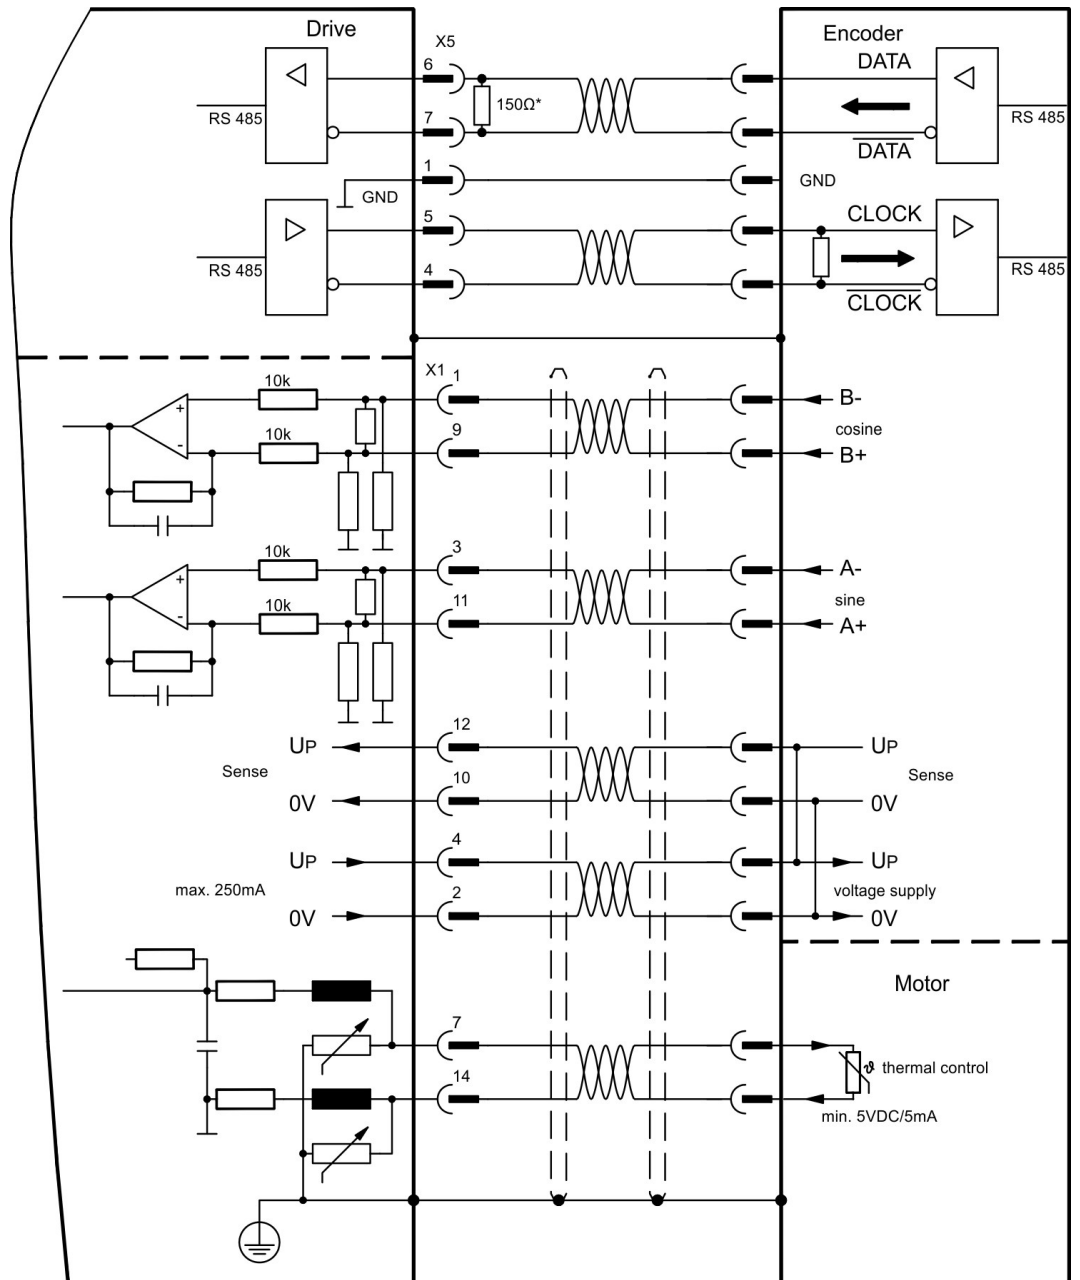 Drive
Encoder
X5
6
DATA
RS 485
150Ω*
RS 485
7
DATA
1
GND
GND
5
CLOCK
RS 485
RS 485
4
CLOCK
X1
1
10k
B-
cosine
9
10k
B+
+
-
3
10k
A-
sine
11
10k
A+
+
-
12
UP
UP
Sense
Sense
10
0V
0V
4
UP
UP
max. 250mA
voltage supply
2
0V
0V
Motor
7
ϑ thermal control
14
min. 5VDC/5mA